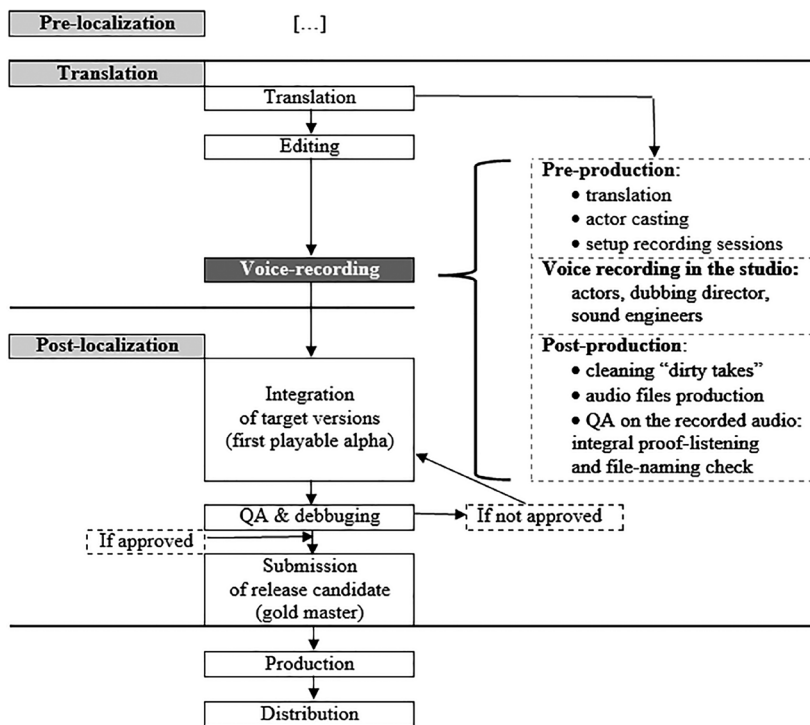 Pre-localization
[...]
Translation
Translation
Editing
Voice-recording
Pre-production:
• translation
• actor casting
• setup recording sessions
Voice recording in the studio:
actors, dubbing director,
sound engineers
Post-production:
• cleaning “dirty takes”
• audio files production
• QA on the recorded audio:
integral proof-listening
and file-naming check
Post-localization
Integration
of target versions
(first playable alpha)
QA & debbuging
If not approved
If approved
Submission
of release candidate
(gold master)
Production
Distribution